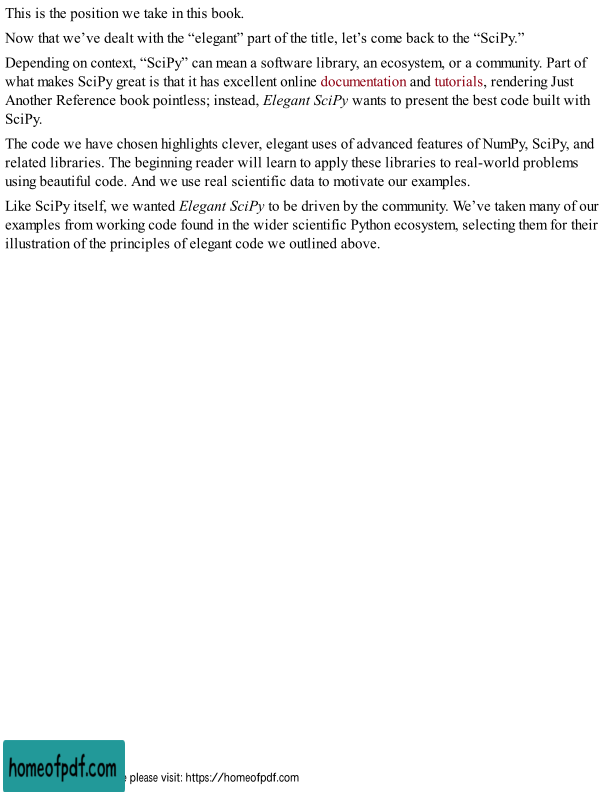 This is the position we take in this book.
Now that we’ve dealt with the “elegant” part of the title, let’s come back to the “SciPy.”
Depending on context, “SciPy” can mean a software library, an ecosystem, or a community. Part of
what makes SciPy great is that it has excellent online documentation and tutorials, rendering Just
Another Reference book pointless; instead, Elegant SciPy wants to present the best code built with
SciPy.
The code we have chosen highlights clever, elegant uses of advanced features of NumPy, SciPy, and
related libraries. The beginning reader will learn to apply these libraries to real-world problems
using beautiful code. And we use real scientific data to motivate our examples.
Like SciPy itself, we wanted Elegant SciPy to be driven by the community. We’ve taken many of our
examples from working code found in the wider scientific Python ecosystem, selecting them for their
illustration of the principles of elegant code we outlined above.
homeofpdf.com
please visit: https://homeofpdf.com